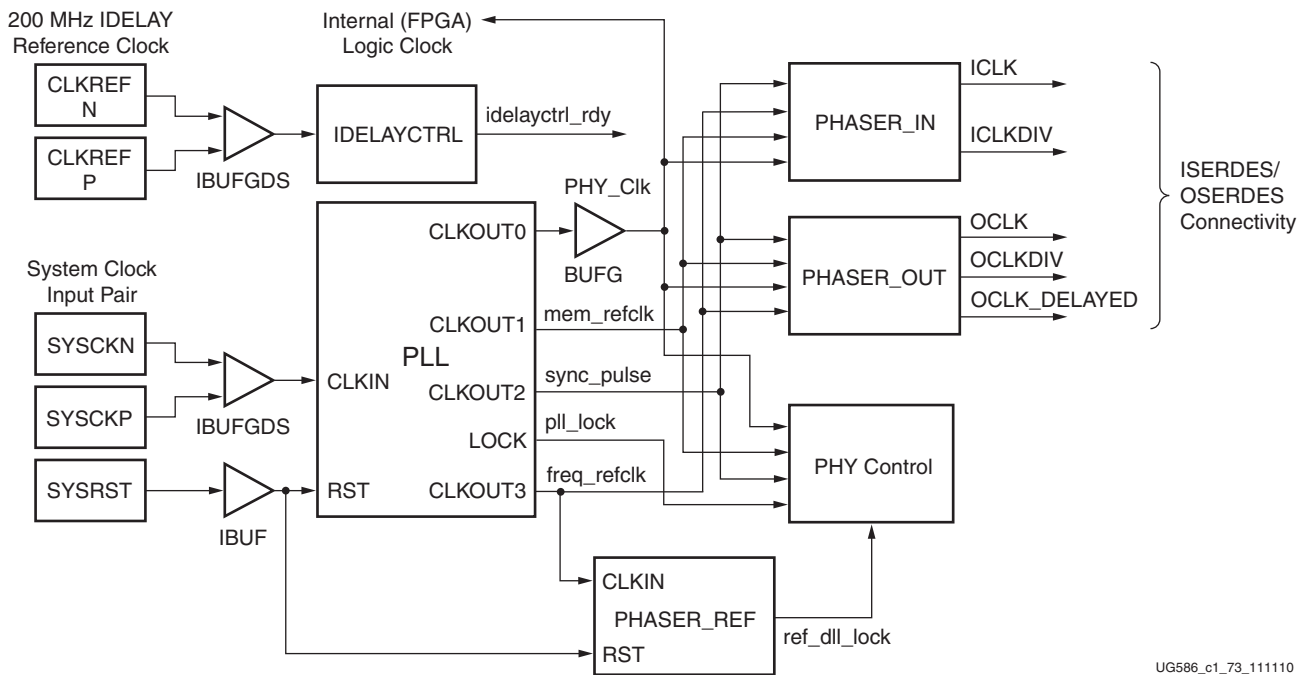 200 MHz IDELAY
Reference Clock
CLKREF
N
CLKREF
P
IBUFGDS
IDELAYCTRL
idelayctrl_rdy
Internal (FPGA)
Logic Clock
System Clock
Input Pair
SYSCKN
SYSCKP
SYSRST
IBUFGDS
IBUF
CLKIN
RST
PLL
CLKOUT0
CLKOUT1
CLKOUT2
LOCK
CLKOUT3
PHY_Clk
BUFG
mem_refclk
sync_pulse
pll_lock
freq_refclk
PHASER_IN
ICLK
ICLKDIV
PHASER_OUT
OCLK
OCLKDIV
OCLK_DELAYED
ISERDES/
OSERDES
Connectivity
PHY Control
CLKIN
PHASER_REF
RST
ref_dll_lock
UG586_c1_73_111110